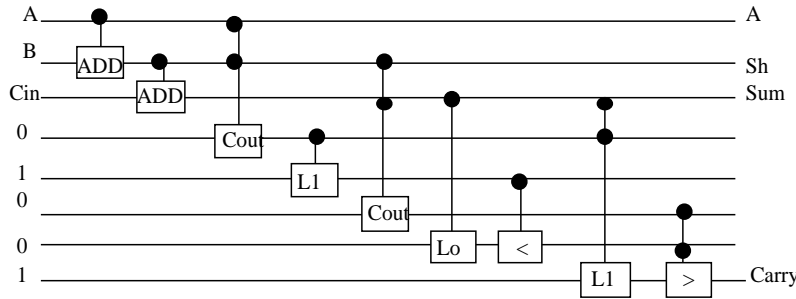 A A
B ADD Sh
Cin ADD Sum
0 Cout
1 L1
0 Cout
0 Lo <
1 L1 > Carry